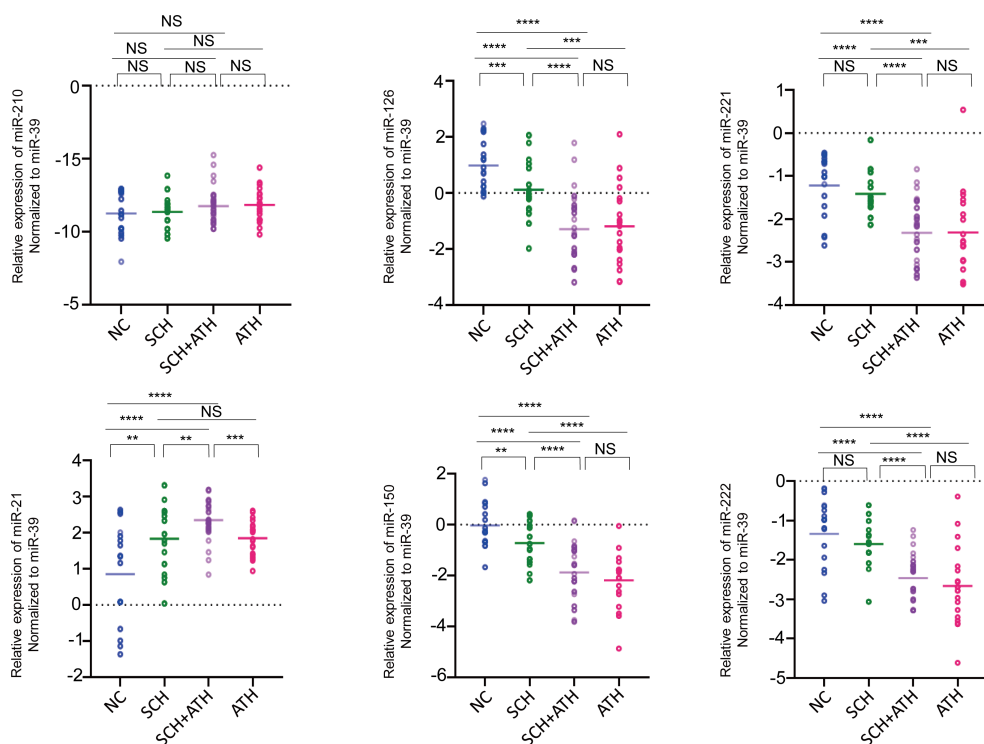 NS
NS
NS
NS
NS
NS
NS
0
-15
-10
-5
Relative expression of miR-210
Normalized to miR-39
NC
SCH
SCH+ATH
ATH
****
****
***
***
****
NS
4
2
0
-2
-4
Relative expression of miR-126
Normalized to miR-39
NC
SCH
SCH+ATH
ATH
****
****
***
NS
****
NS
1
0
-1
-2
-3
-4
Relative expression of miR-221
Normalized to miR-39
NC
SCH
SCH+ATH
ATH
****
****
NS
**
**
***
4
3
2
1
0
-1
-2
Relative expression of miR-21
Normalized to miR-39
NC
SCH
SCH+ATH
ATH
****
****
****
**
****
NS
2
0
-2
-4
-6
Relative expression of miR-150
Normalized to miR-39
NC
SCH
SCH+ATH
ATH
****
****
****
NS
****
NS
0
-1
-2
-3
-4
-5
Relative expression of miR-222
Normalized to miR-39
NC
SCH
SCH+ATH
ATH